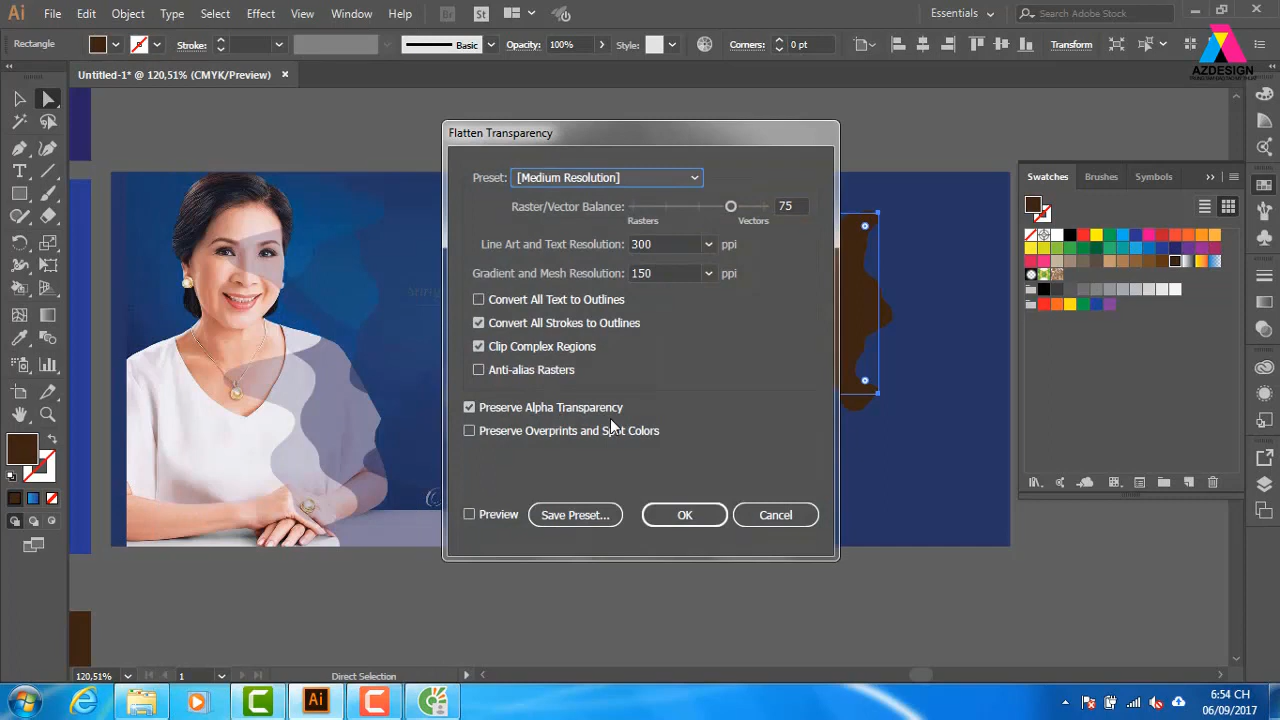 Ai File Edit Object Type Select Effect View Window Help Br St Essentials Search Adobe Stock
Rectangle Stroke: Basic Opacity: 100% Style: Corners: 0 pt Transform
AZDESIGN
Untitled-1* @ 120,51% (CMYK/Preview)
Flatten Transparency
Preset: [Medium Resolution]
Raster/Vector Balance: 75
Rasters Vectors
Line Art and Text Resolution: 300 ppi
Gradient and Mesh Resolution: 150 ppi
Convert All Text to Outlines
Convert All Strokes to Outlines
Clip Complex Regions
Anti-alias Rasters
Preserve Alpha Transparency
Preserve Overprints and Spot Colors
Preview Save Preset... OK Cancel
Swatches Brushes Symbols
120,51% 1 Direct Selection
Ai
6:54 CH
06/09/2017